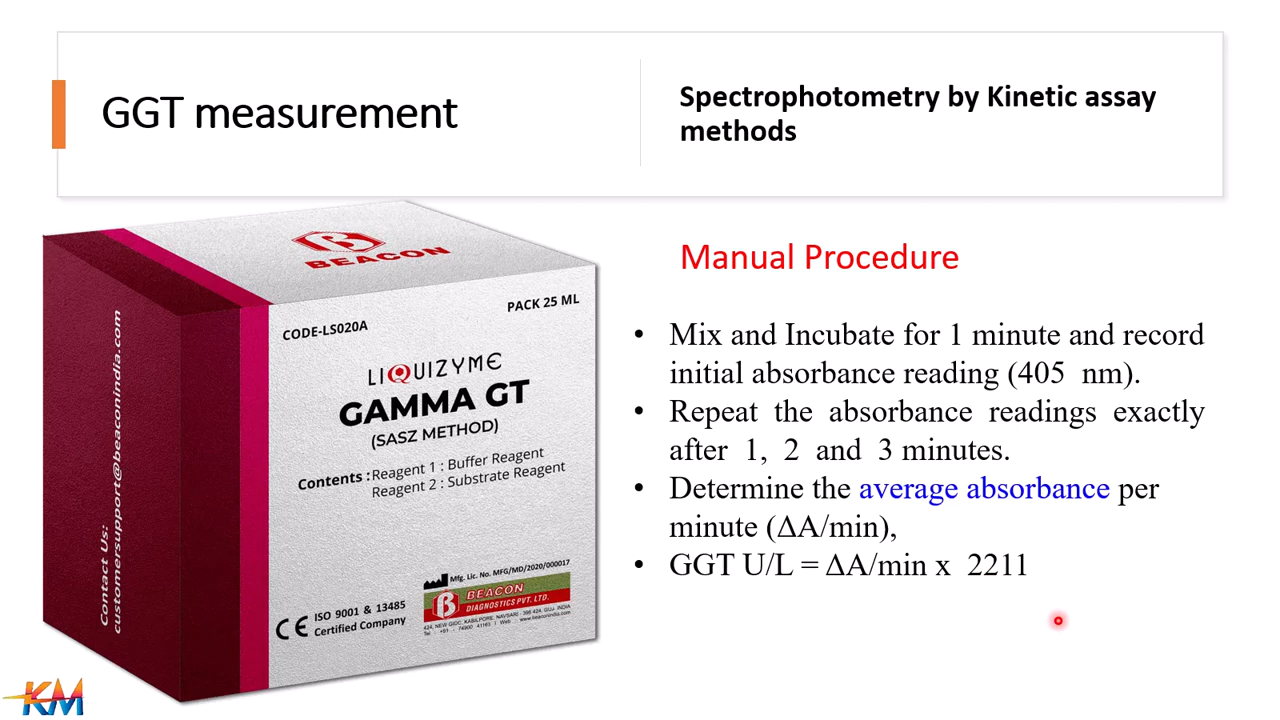 GGT measurement
Spectrophotometry by Kinetic assay
methods
BEACON
PACK 25 ML
CODE-LS020A
LIQUIZYME
GAMMA GT
(SASZ METHOD)
Contents : Reagent 1 : Buffer Reagent
Reagent 2 : Substrate Reagent
Contact Us:
customersupport@beaconindia.com
Mfg. Lic. No. MFG/MD/2020/000017
BEACON
DIAGNOSTICS PVT. LTD.
424, NEW GIDC, KABILPORE, NAVSARI - 396 424, GUJ. INDIA
Tel : +91 - 74900 41163 / Web : www.beaconindia.com
CE ISO 9001 & 13485
Certified Company
Manual Procedure
• Mix and Incubate for 1 minute and record
initial absorbance reading (405 nm).
• Repeat the absorbance readings exactly
after 1, 2 and 3 minutes.
• Determine the average absorbance per
minute (ΔA/min),
• GGT U/L = ΔA/min x 2211
KM